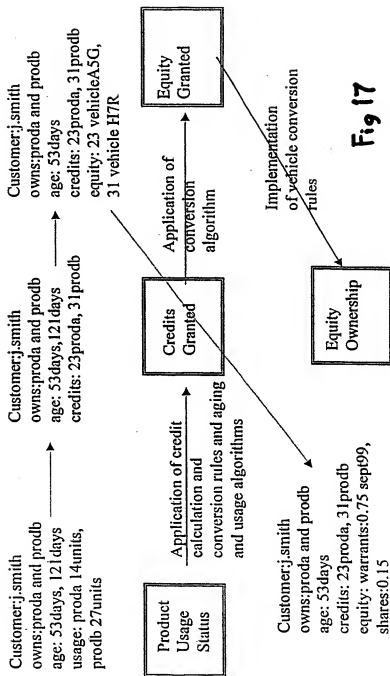 Customer:j.smith
owns:proda and prodb
age: 53days, 121days
usage: proda 14units,
prodb 27units
Customer:j.smith
owns:proda and prodb
age: 53days,121days
credits: 23proda, 31prodb
Customer:j.smith
owns:proda and prodb
age: 53days
credits: 23proda, 31prodb
equity: 23 vehicleA5G,
31 vehicle H7R
Product
Usage
Status
Application of credit
calculation and
conversion rules and aging
and usage algorithms
Credits
Granted
Application of
conversion
algorithm
Equity
Granted
Customer:j.smith
owns:proda and prodb
age: 53days
credits: 23proda, 31prodb
equity: warrants:0.75 sept99,
shares:0.15
Equity
Ownership
Implementation
of vehicle conversion
rules
Fig 17